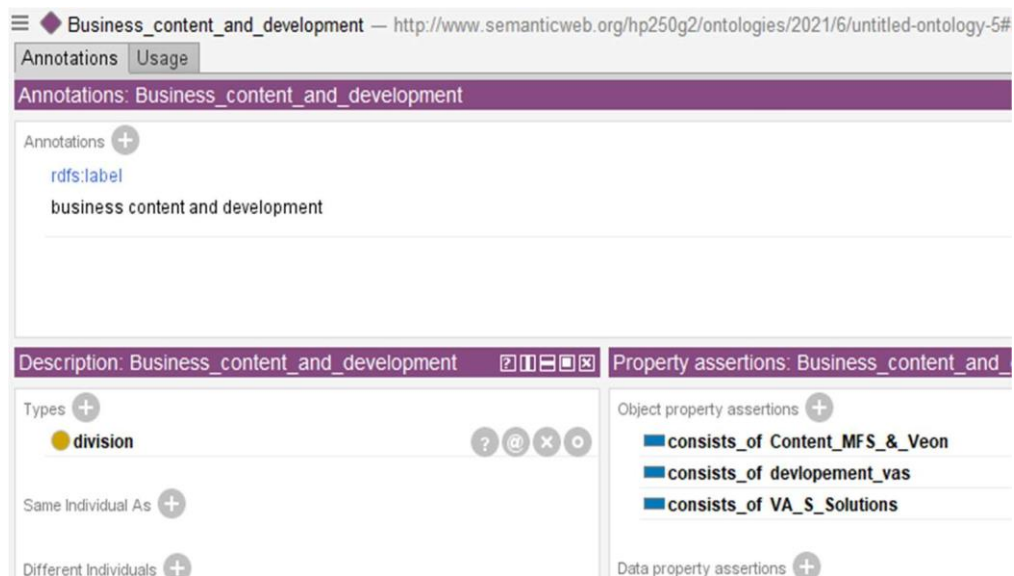 Business_content_and_development — http://www.semanticweb.org/hp250g2/ontologies/2021/6/untitled-ontology-5#
Annotations Usage
Annotations: Business_content_and_development
Annotations
rdfs:label
business content and development
Description: Business_content_and_development
Types
division
Same Individual As
Different Individuals
Property assertions: Business_content_and_
Object property assertions
consists_of Content_MFS_&_Veon
consists_of devlopement_vas
consists_of VA_S_Solutions
Data property assertions